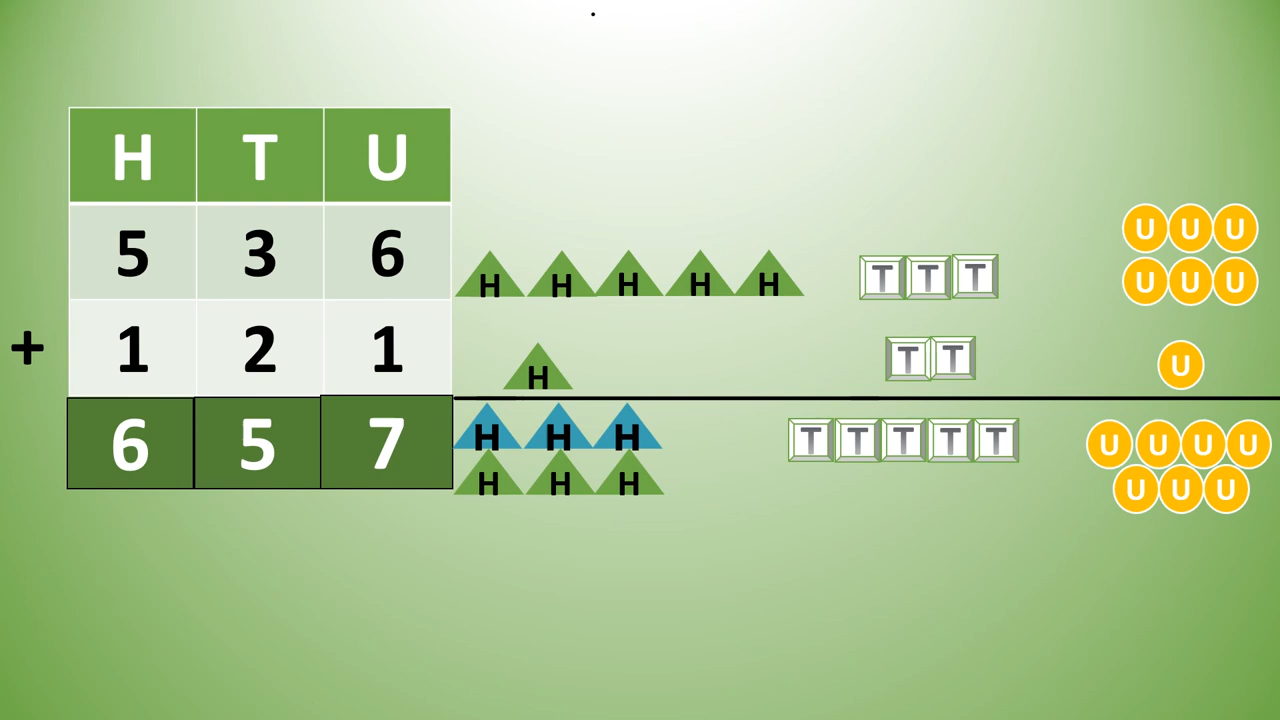 .
H T U
5 3 6
U U U
H H H H H T T T
U U U
+ 1 2 1
H T T U
6 5 7
H H H T T T T T U U U U
H H H U U U